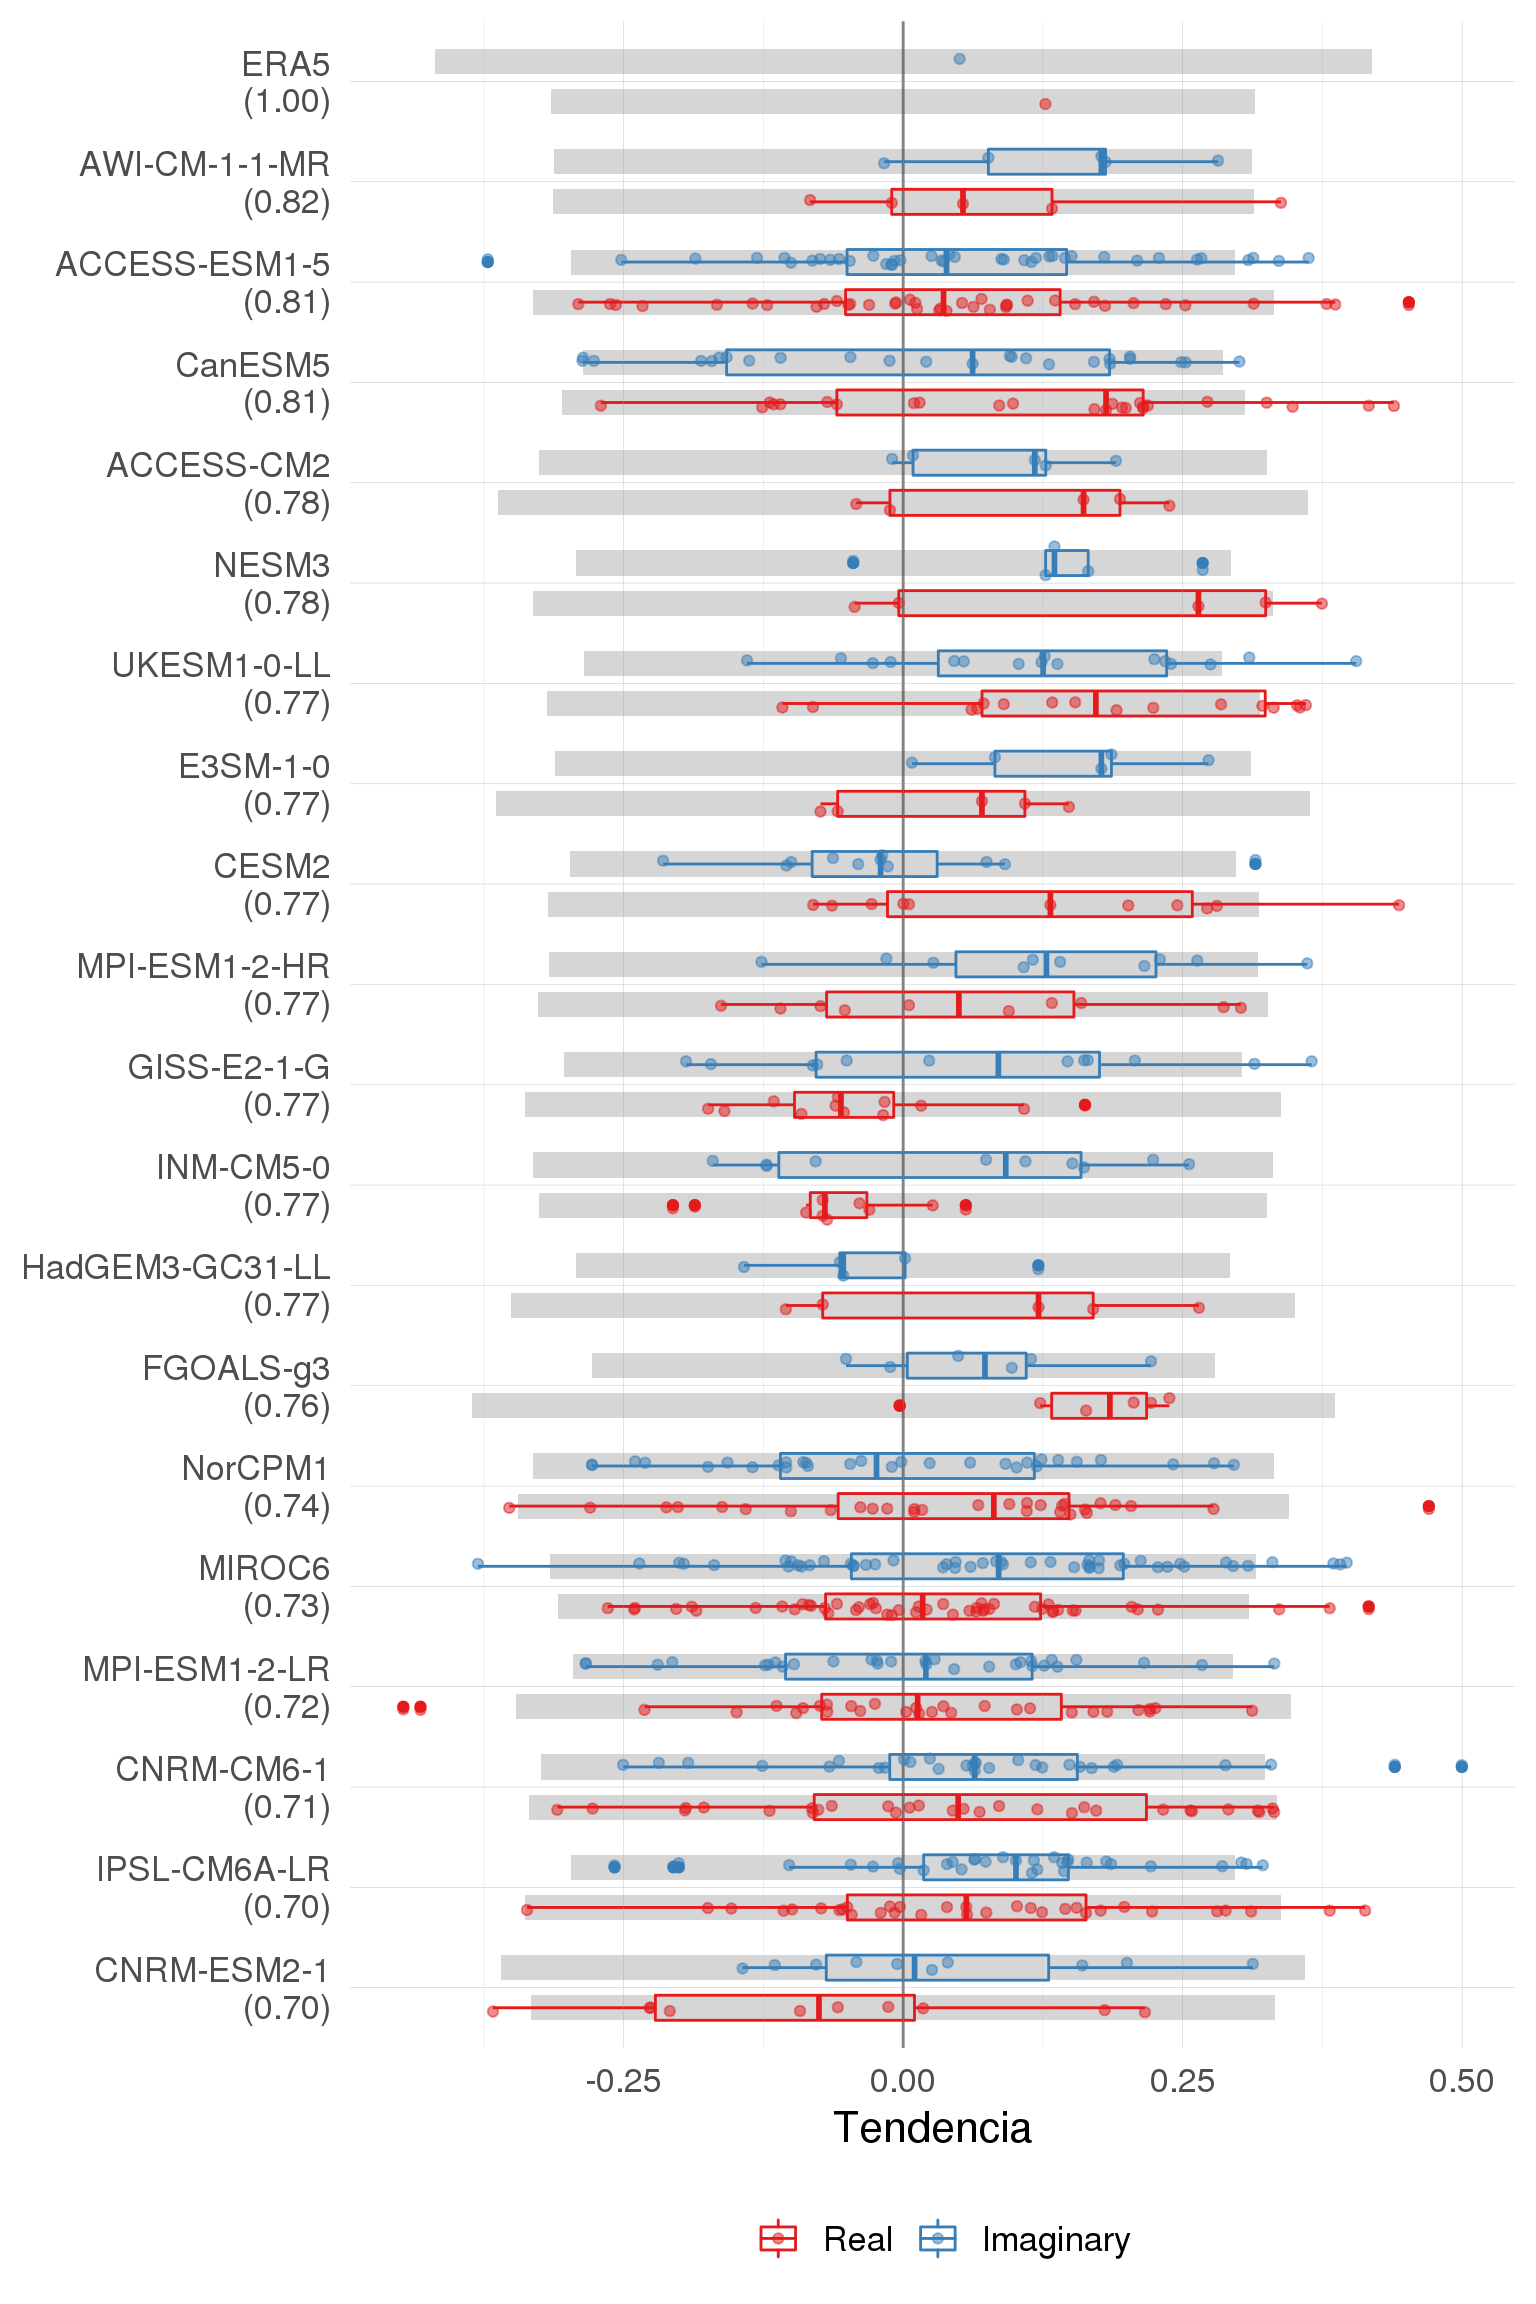 ERA5
(1.00)
AWI-CM-1-1-MR
(0.82)
ACCESS-ESM1-5
(0.81)
CanESM5
(0.81)
ACCESS-CM2
(0.78)
NESM3
(0.78)
UKESM1-0-LL
(0.77)
E3SM-1-0
(0.77)
CESM2
(0.77)
MPI-ESM1-2-HR
(0.77)
GISS-E2-1-G
(0.77)
INM-CM5-0
(0.77)
HadGEM3-GC31-LL
(0.77)
FGOALS-g3
(0.76)
NorCPM1
(0.74)
MIROC6
(0.73)
MPI-ESM1-2-LR
(0.72)
CNRM-CM6-1
(0.71)
IPSL-CM6A-LR
(0.70)
CNRM-ESM2-1
(0.70)
-0.25 0.00 0.25 0.50
Tendencia
Real Imaginary